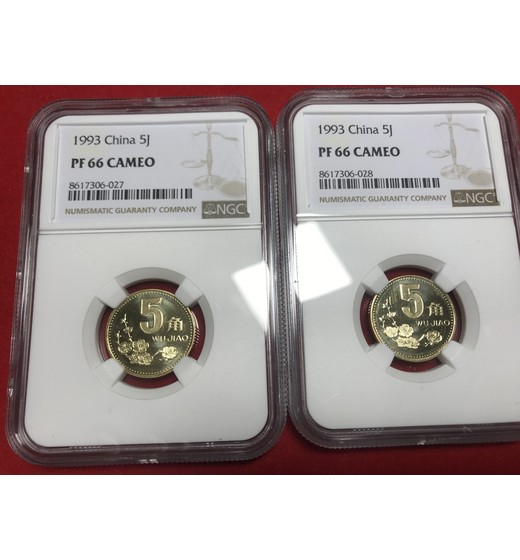 1993 China 5J
PF 66 CAMEO
8617306-027
NUMISMATIC GUARANTY COMPANY
NGC
5角
WU JIAO
1993 China 5J
PF 66 CAMEO
8617306-028
NUMISMATIC GUARANTY COMPANY
NGC
5角
WU JIAO